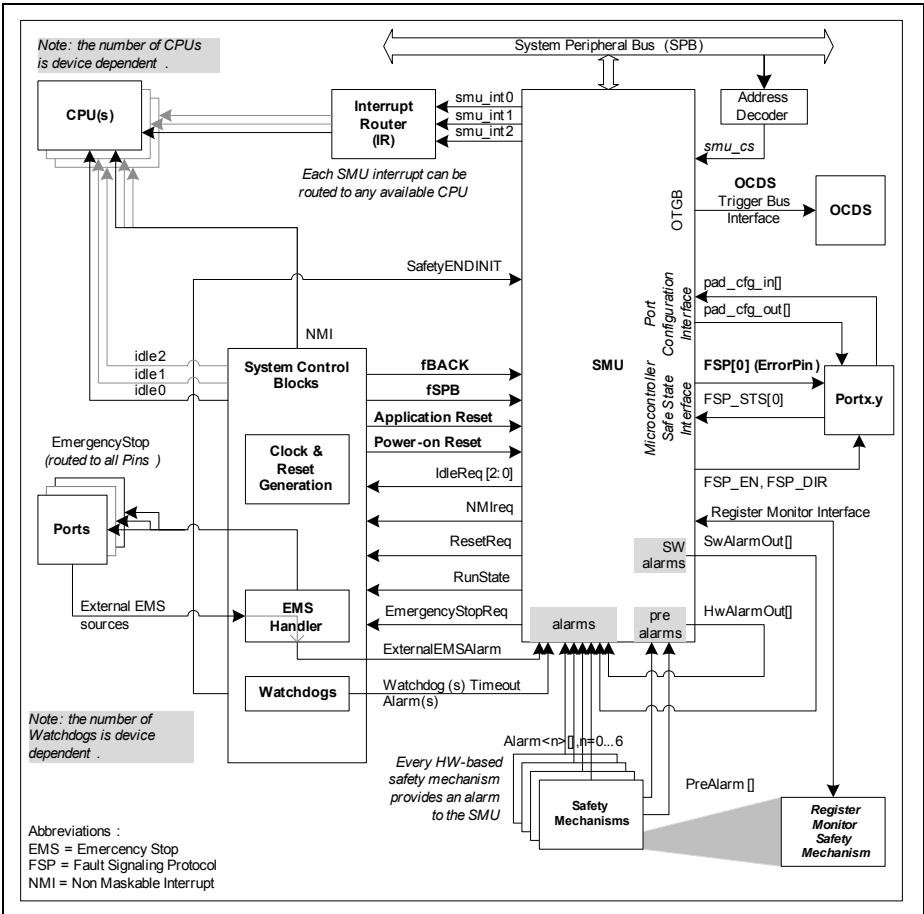 Note: the number of CPUs
is device dependent .
System Peripheral Bus (SPB)
CPU(s)
Interrupt
Router
(IR)
smu_int0
smu_int1
smu_int2
Address
Decoder
smu_cs
Each SMU interrupt can be
routed to any available CPU
OCDS
Trigger Bus
Interface
OTGB
OCDS
SafetyENDINIT
NMI
Port
Configuration
Interface
pad_cfg_in[]
pad_cfg_out[]
SMU
idle2
idle1
idle0
System Control
Blocks
fBACK
fSPB
Application Reset
Power-on Reset
Microcontroller
Safe State
Interface
FSP[0] (ErrorPin)
FSP_STS[0]
Portx.y
FSP_EN, FSP_DIR
EmergencyStop
(routed to all Pins )
Clock &
Reset
Generation
IdleReq [2:0]
NMIreq
Register Monitor Interface
Ports
ResetReq
SW
alarms
SwAlarmOut[]
RunState
External EMS
sources
EMS
Handler
EmergencyStopReq
alarms
pre
alarms
HwAlarmOut[]
ExternalEMSAlarm
Watchdogs
Watchdog (s) Timeout
Alarm(s)
Note: the number of
Watchdogs is device
dependent .
Alarm<n>[],n=0...6
Every HW-based
safety mechanism
provides an alarm
to the SMU
Safety
Mechanisms
PreAlarm []
Register
Monitor
Safety
Mechanism
Abbreviations :
EMS = Emercency Stop
FSP = Fault Signaling Protocol
NMI = Non Maskable Interrupt